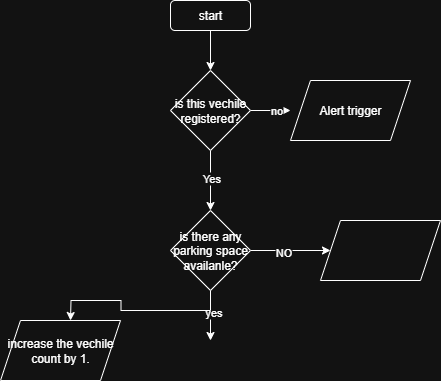 start
is this vechile
registered?
no
Alert trigger
Yes
is there any
parking space
availanle?
NO
yes
increase the vechile
count by 1.